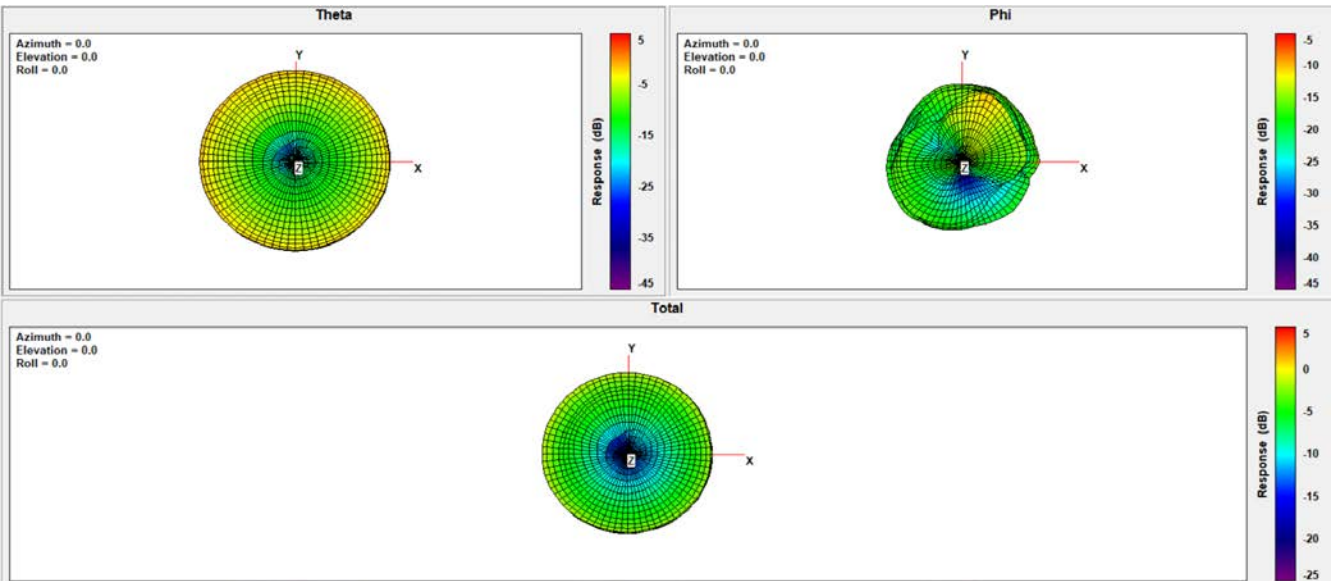 Theta
Azimuth = 0.0
Elevation = 0.0
Roll = 0.0
Y
X
Z
5
-5
-15
-25
-35
-45
Response (dB)
Phi
Azimuth = 0.0
Elevation = 0.0
Roll = 0.0
Y
X
Z
-5
-10
-15
-20
-25
-30
-35
-40
-45
Response (dB)
Total
Azimuth = 0.0
Elevation = 0.0
Roll = 0.0
Y
X
Z
5
0
-5
-10
-15
-20
-25
Response (dB)